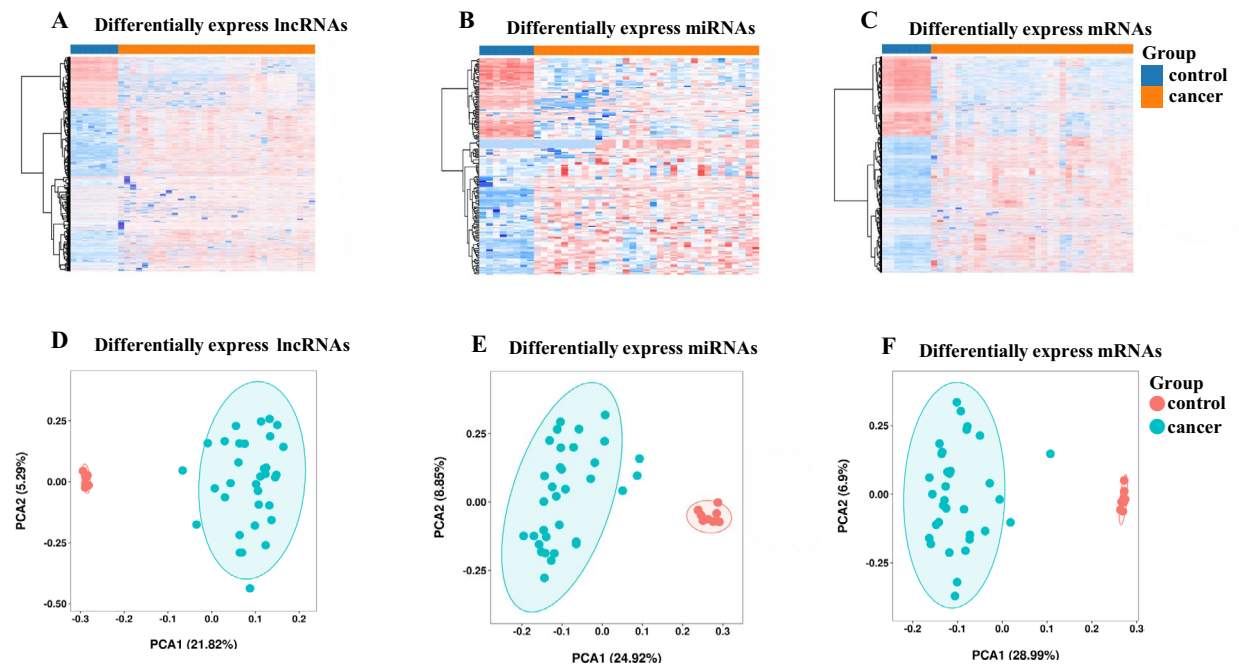 A
Differentially express lncRNAs
B
Differentially express miRNAs
C
Differentially express mRNAs
Group
control
cancer
D
Differentially express lncRNAs
PCA2 (5.29%)
0.25
0.00
-0.25
-0.50
-0.3
-0.2
-0.1
0.0
0.1
0.2
PCA1 (21.82%)
E
Differentially express miRNAs
PCA2 (8.85%)
0.25
0.00
-0.25
-0.2
-0.1
0.0
0.1
0.2
0.3
PCA1 (24.92%)
F
Differentially express mRNAs
PCA2 (6.9%)
0.25
0.00
-0.25
-0.2
-0.1
0.0
0.1
0.2
0.3
PCA1 (28.99%)
Group
control
cancer